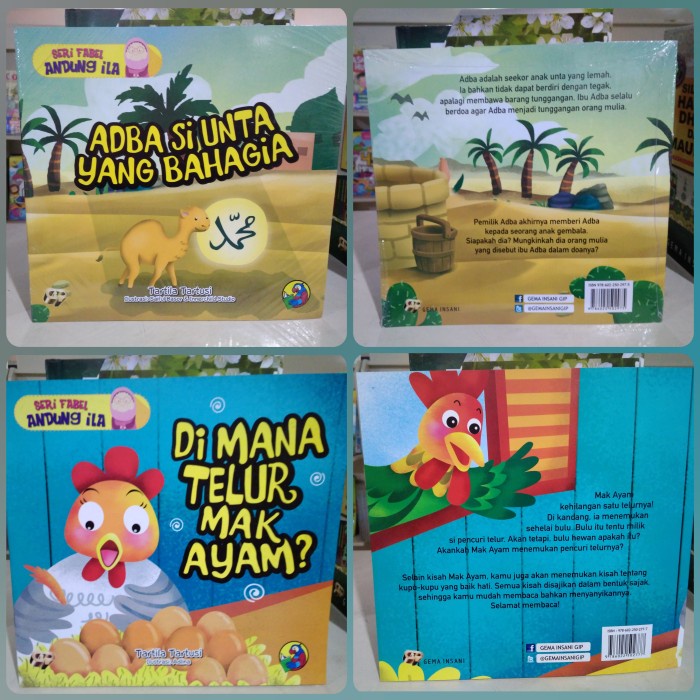 SERI FABEL
ANDUNG ILA
ADBA SI UNTA
YANG BAHAGIA
محمد
Tartila Tartusi
Adba adalah seekor anak unta yang lemah.
Ia bahkan tidak dapat berdiri dengan tegak,
apalagi membawa barang tunggangan. Ibu Adba selalu
berdoa agar Adba menjadi tunggangan orang mulia.
Pemilik Adba akhirnya memberi Adba
kepada seorang anak gembala.
Siapakah dia? Mungkinkah dia orang mulia
yang disebut ibu Adba dalam doanya?
GEMA INSANI
GEMA INSANI GIP
@GEMAINSANIGIP
SERI FABEL
ANDUNG ILA
DI MANA
TELUR
MAK
AYAM?
Tartila Tartusi
Mak Ayam
kehilangan satu telurnya!
Di kandang, ia menemukan
sehelai bulu. Bulu itu tentu milik
si pencuri telur. Akan tetapi, bulu hewan apakah itu?
Akankah Mak Ayam menemukan pencuri telurnya?
Selain kisah Mak Ayam, kamu juga akan menemukan kisah tentang
kupu-kupu yang baik hati. Semua kisah disajikan dalam bentuk sajak,
sehingga kamu mudah membaca bahkan menyanyikannya.
Selamat membaca!
GEMA INSANI
GEMA INSANI GIP
@GEMAINSANIGIP